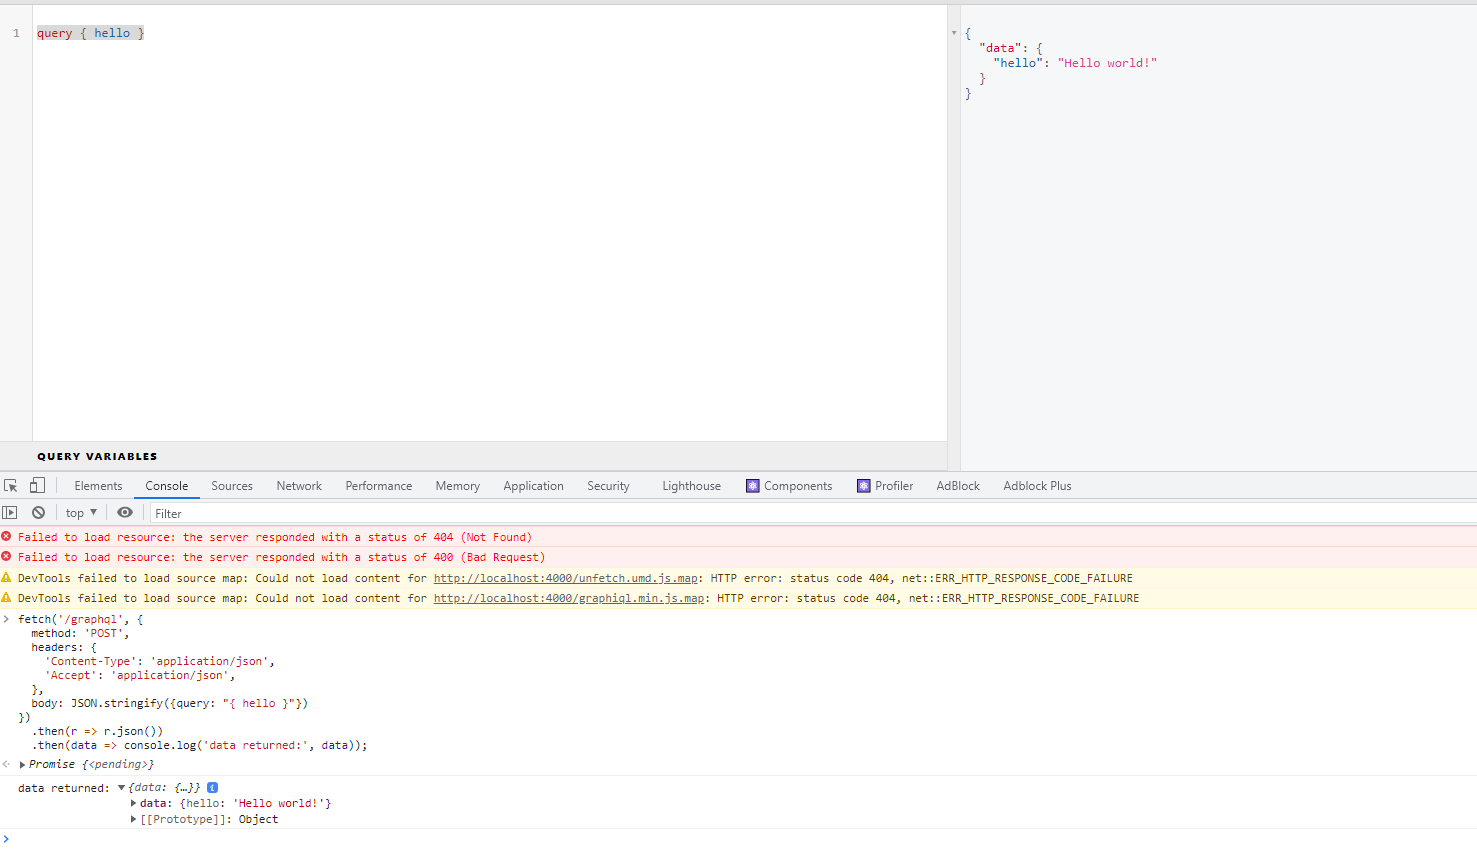 1 query { hello }
{
"data": {
"hello": "Hello world!"
}
}
QUERY VARIABLES
Elements Console Sources Network Performance Memory Application Security Lighthouse Components Profiler AdBlock Adblock Plus
top Filter
Failed to load resource: the server responded with a status of 404 (Not Found)
Failed to load resource: the server responded with a status of 400 (Bad Request)
DevTools failed to load source map: Could not load content for http://localhost:4000/unfetch.umd.js.map: HTTP error: status code 404, net::ERR_HTTP_RESPONSE_CODE_FAILURE
DevTools failed to load source map: Could not load content for http://localhost:4000/graphiql.min.js.map: HTTP error: status code 404, net::ERR_HTTP_RESPONSE_CODE_FAILURE
> fetch('/graphql', {
method: 'POST',
headers: {
'Content-Type': 'application/json',
'Accept': 'application/json',
},
body: JSON.stringify({query: "{ hello }"})
})
.then(r => r.json())
.then(data => console.log('data returned:', data));
Promise {<pending>}
data returned: {data: {…}} i
data: {hello: 'Hello world!'}
[[Prototype]]: Object
>